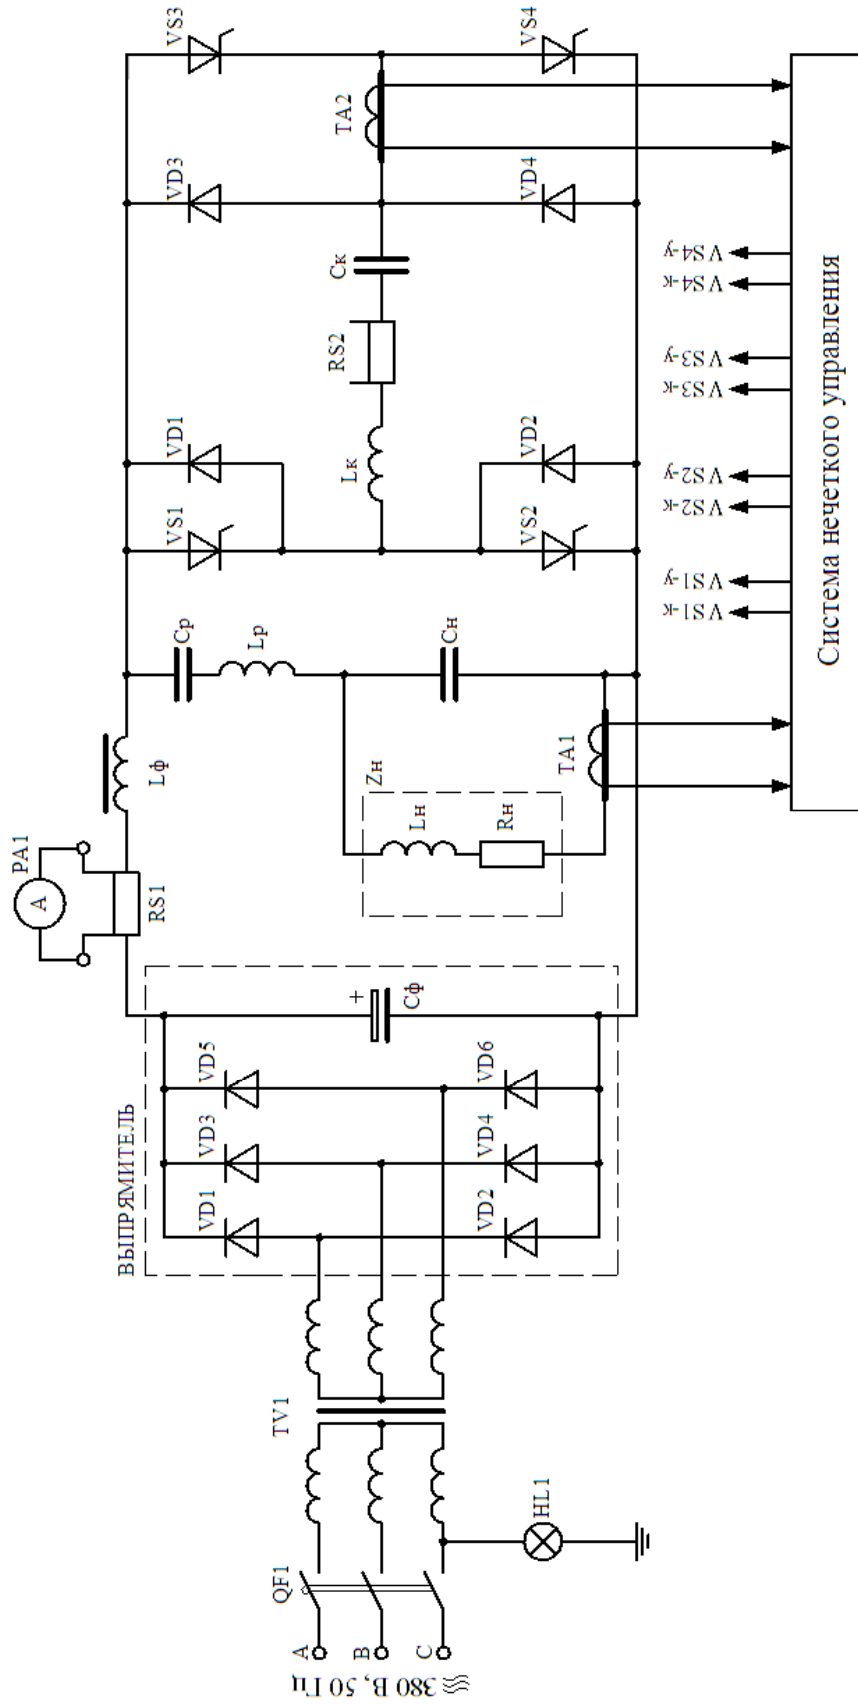 ≈ 380 В, 50 Гц
A
B
C
QF1
HL1
TV1
ВЫПРЯМИТЕЛЬ
VD1
VD3
VD5
VD2
VD4
VD6
+
Cф
PA1
A
RS1
Lф
Zн
Lн
Rн
TA1
Cр
Lр
Cн
VS1
VD1
VS2
VD2
Lк
RS2
Cк
VD3
VD4
TA2
VS3
VS4
VS1-к
VS1-у
VS2-к
VS2-у
VS3-к
VS3-у
VS4-к
VS4-у
Система нечеткого управления